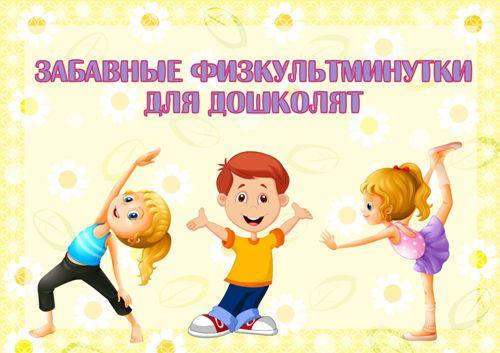 ЗАБАВНЫЕ ФИЗКУЛЬТМИНУТКИ
ДЛЯ ДОШКОЛЯТ